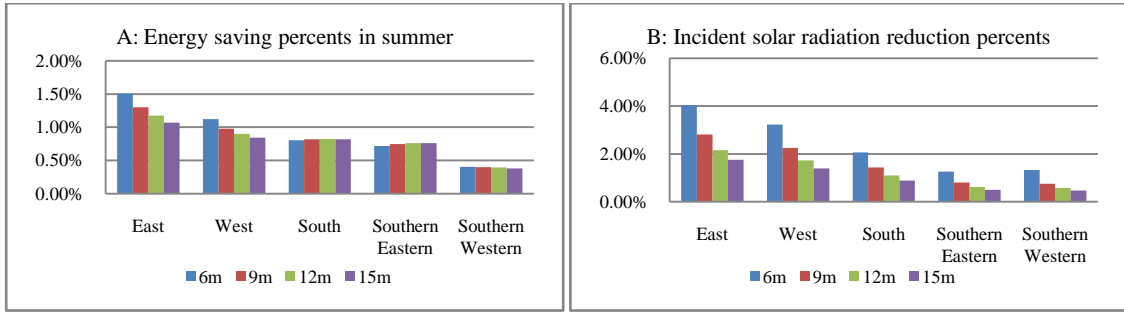 A: Energy saving percents in summer
2.00%
1.50%
1.00%
0.50%
0.00%
East West South Southern Eastern Southern Western
6m 9m 12m 15m
B: Incident solar radiation reduction percents
6.00%
4.00%
2.00%
0.00%
East West South Southern Eastern Southern Western
6m 9m 12m 15m